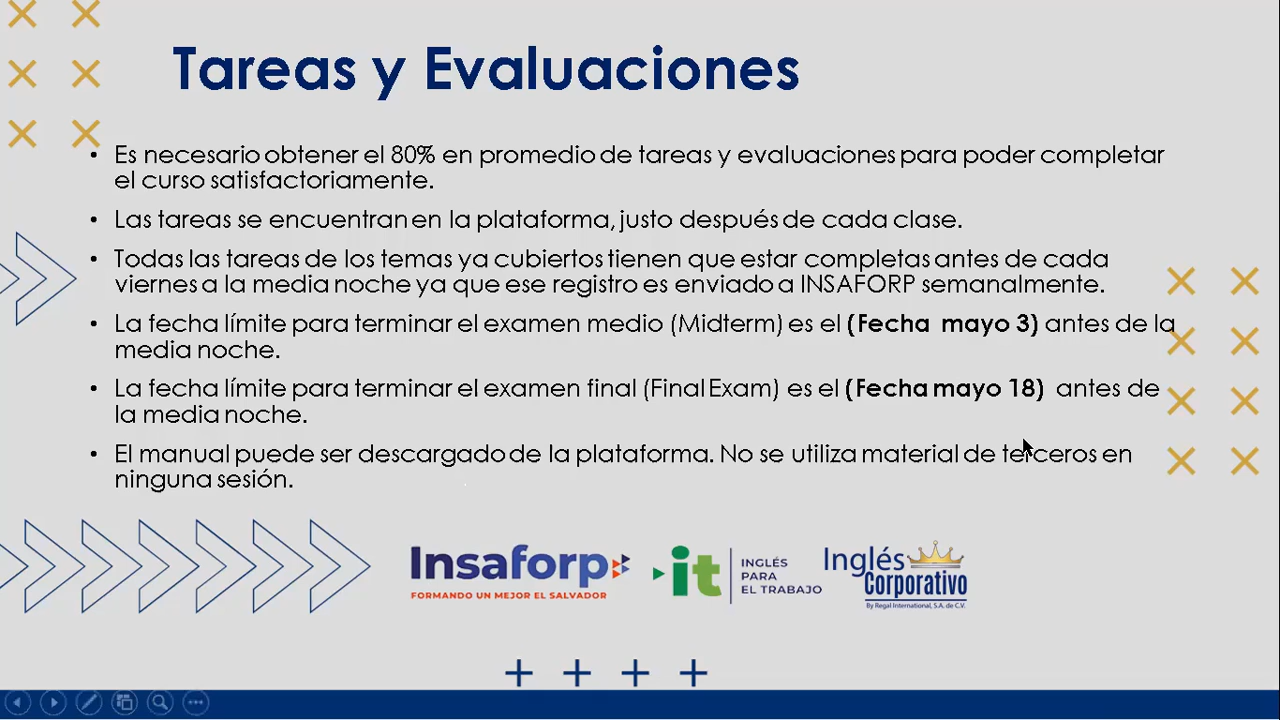 Tareas y Evaluaciones
• Es necesario obtener el 80% en promedio de tareas y evaluaciones para poder completar
el curso satisfactoriamente.
• Las tareas se encuentran en la plataforma, justo después de cada clase.
• Todas las tareas de los temas ya cubiertos tienen que estar completas antes de cada
viernes a la media noche ya que ese registro es enviado a INSAFORP semanalmente.
• La fecha límite para terminar el examen medio (Midterm) es el (Fecha mayo 3) antes de la
media noche.
• La fecha límite para terminar el examen final (Final Exam) es el (Fecha mayo 18) antes de
la media noche.
• El manual puede ser descargado de la plataforma. No se utiliza material de terceros en
ninguna sesión.
Insaforp
FORMANDO UN MEJOR EL SALVADOR
it
INGLÉS
PARA
EL TRABAJO
Inglés
Corporativo
By Regal International, S.A. de C.V.